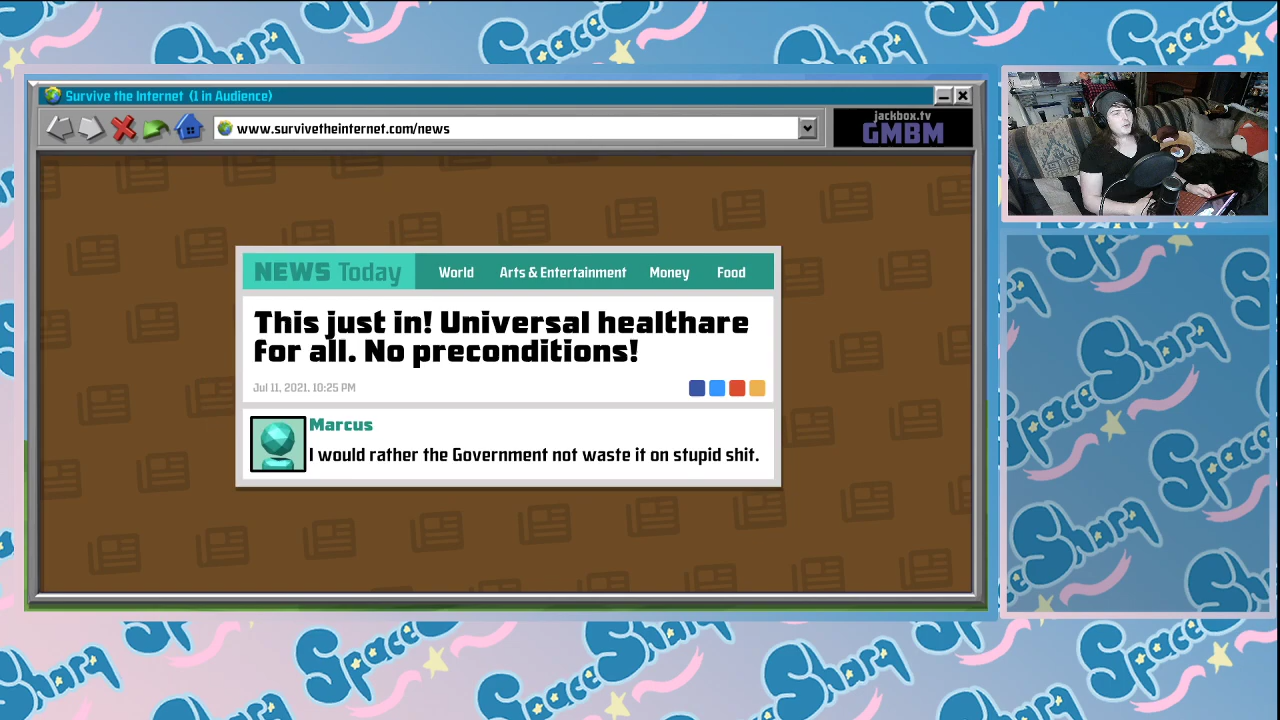 Survive the Internet (1 in Audience)
www.survivetheinternet.com/news
jackbox.tv
GMBM
NEWS Today World Arts & Entertainment Money Food
This just in! Universal healthare
for all. No preconditions!
Jul 11, 2021, 10:25 PM
Marcus
I would rather the Government not waste it on stupid shit.
Space Sharq